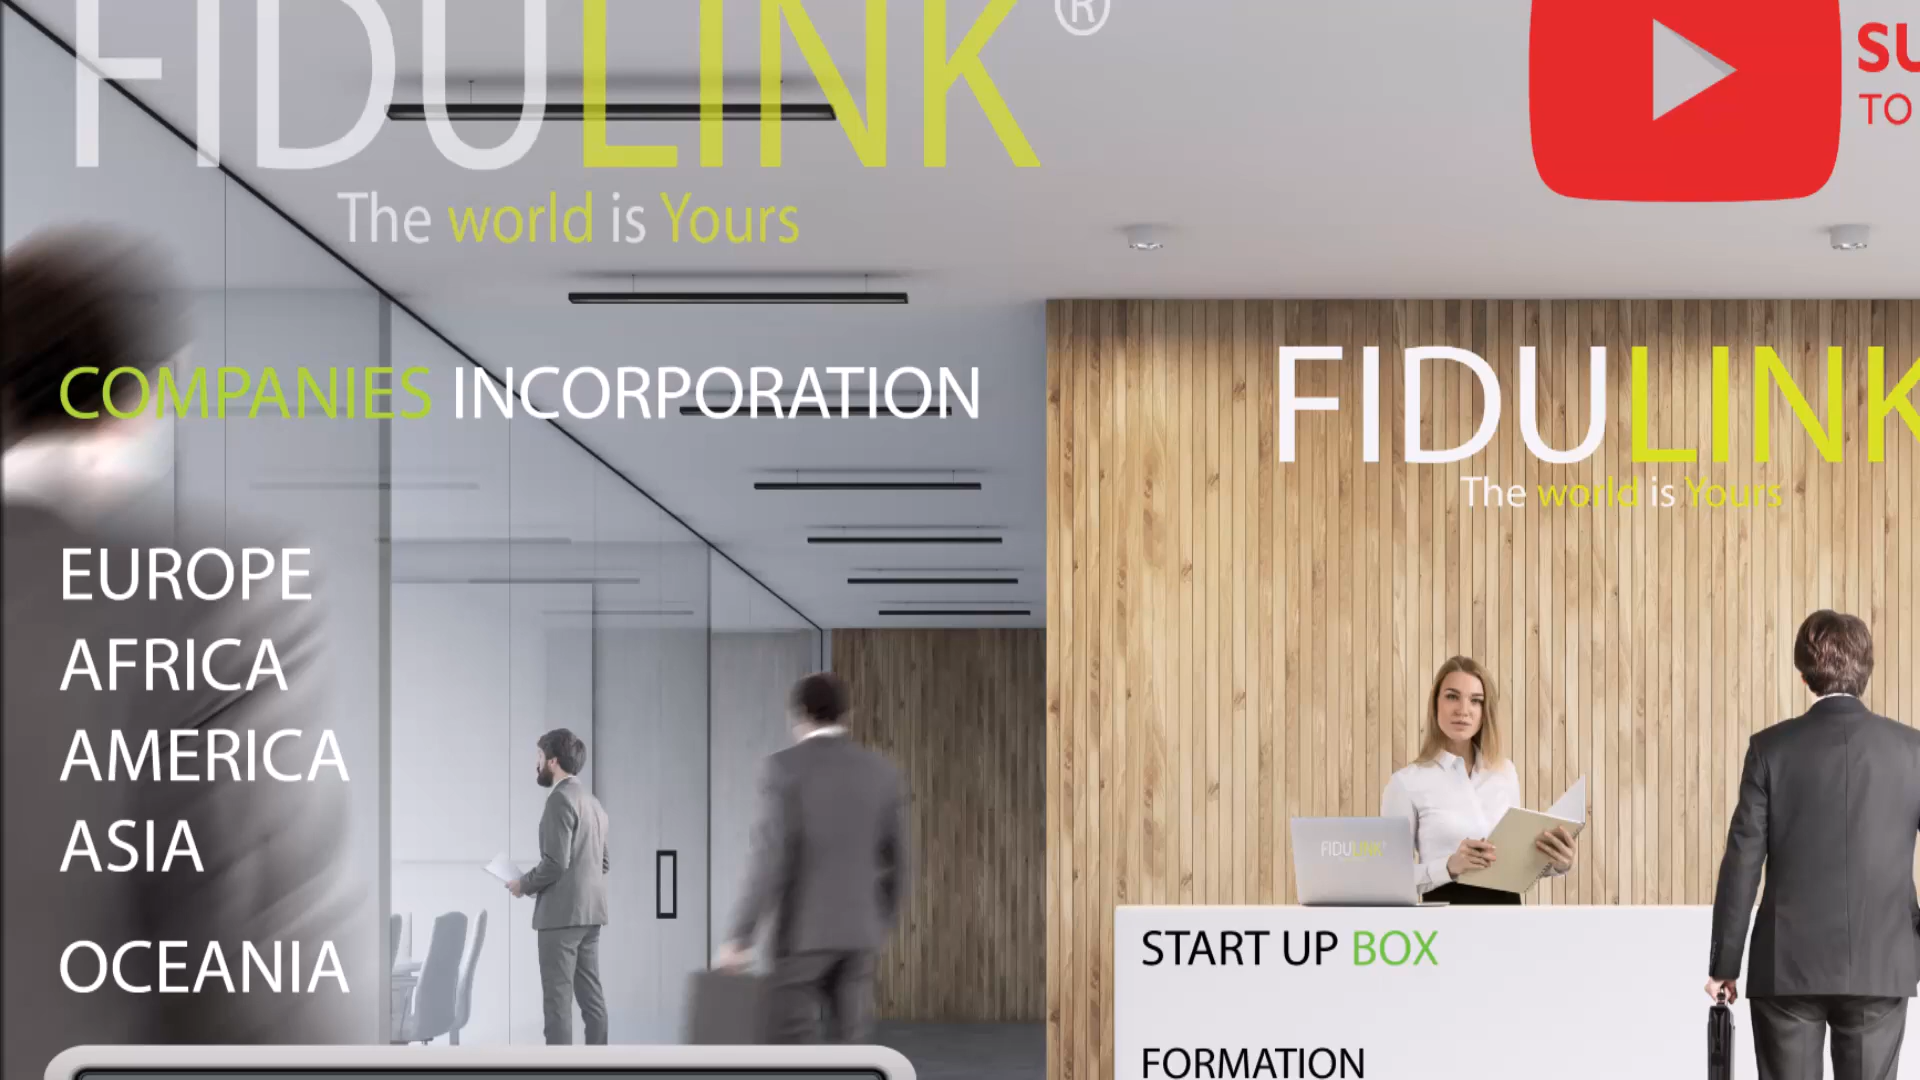 FIDULINK®
The world is Yours
SU
TO
COMPANIES INCORPORATION
EUROPE
AFRICA
AMERICA
ASIA
OCEANIA
FIDULINK
The world is Yours
FIDULINK
START UP BOX
FORMATION